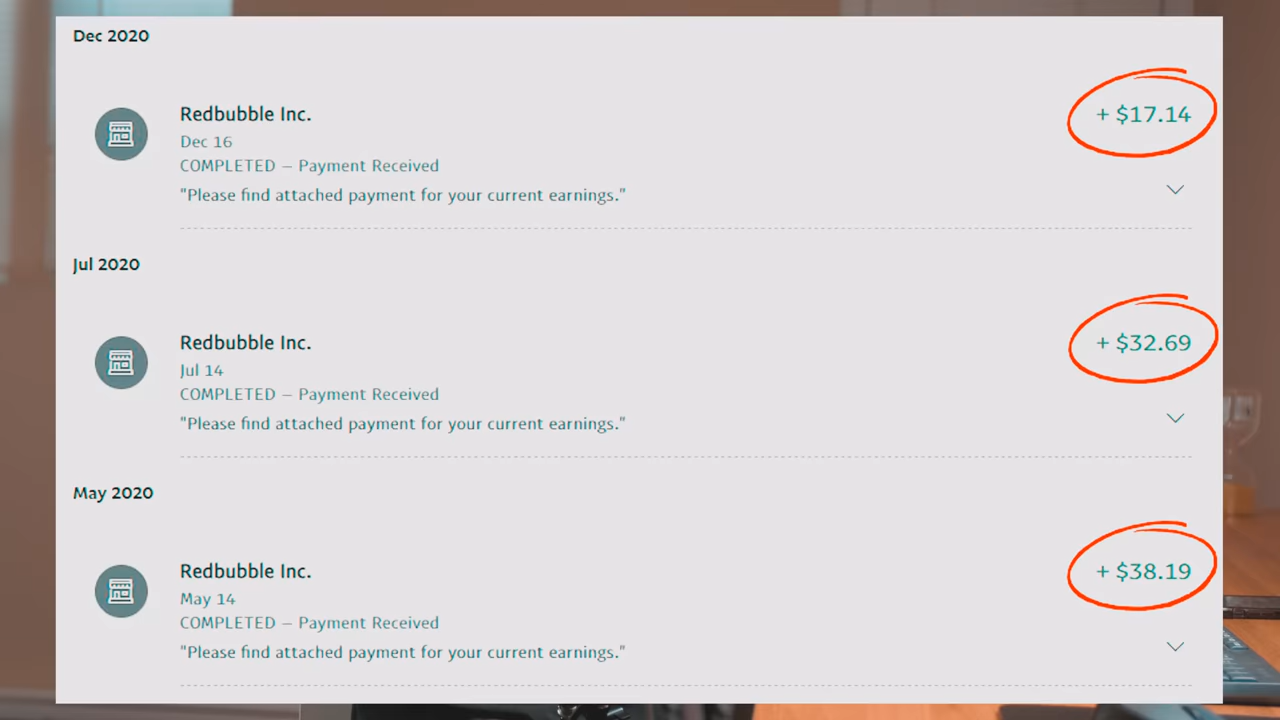 Dec 2020
Redbubble Inc.
+ $17.14
Dec 16
COMPLETED – Payment Received
"Please find attached payment for your current earnings."
Jul 2020
Redbubble Inc.
+ $32.69
Jul 14
COMPLETED – Payment Received
"Please find attached payment for your current earnings."
May 2020
Redbubble Inc.
+ $38.19
May 14
COMPLETED – Payment Received
"Please find attached payment for your current earnings."